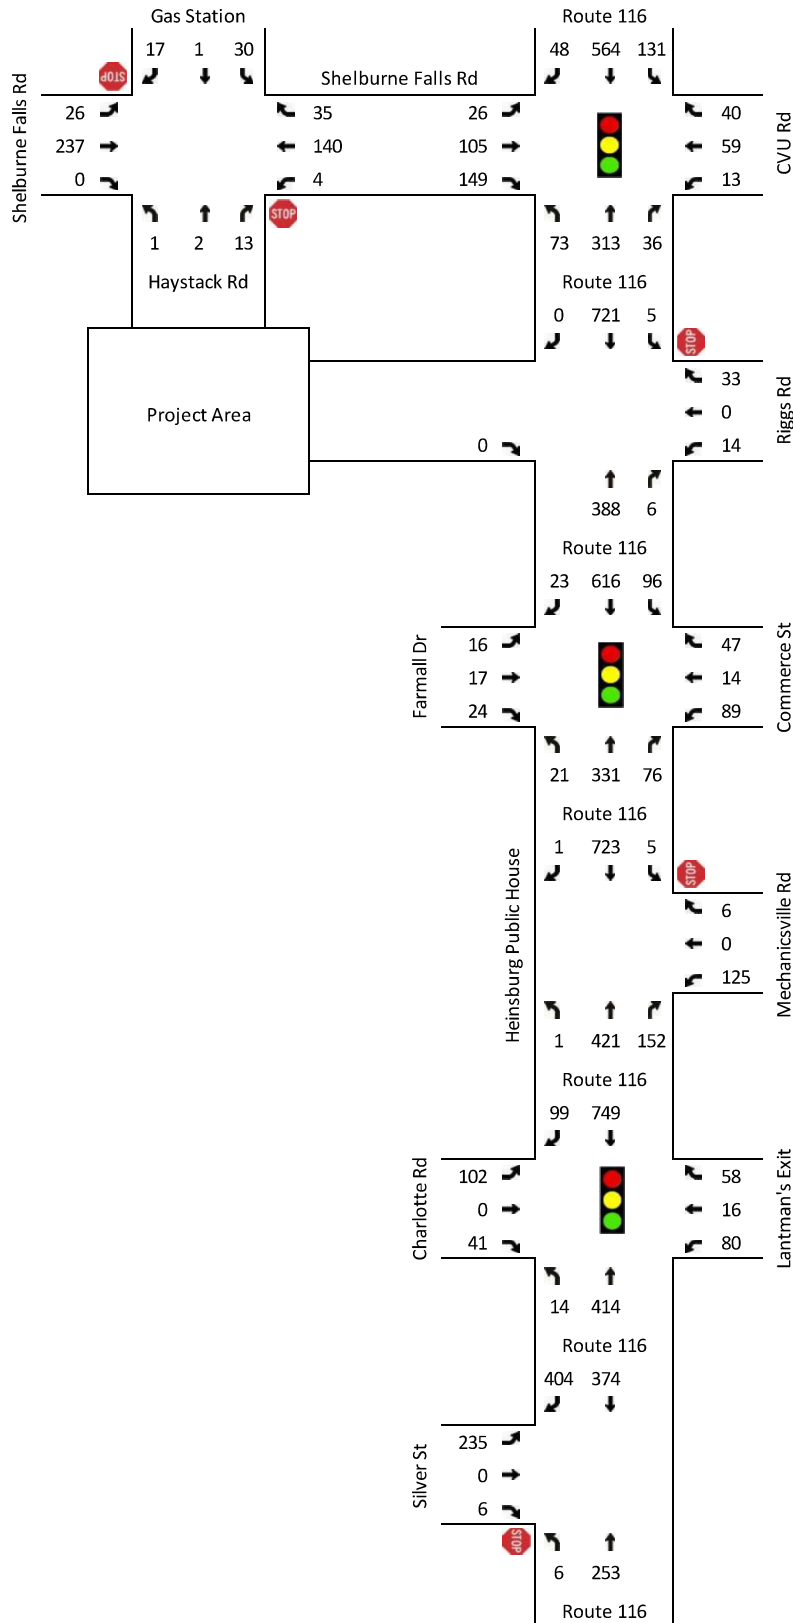 Gas Station
Route 116
17 1 30
48 564 131
STOP
Shelburne Falls Rd
Shelburne Falls Rd
26
35
26
40
237
140
105
59
CVU Rd
0
4
149
13
STOP
1 2 13
73 313 36
Haystack Rd
Route 116
0 721 5
STOP
33
Project Area
0
Riggs Rd
0
14
388 6
Route 116
23 616 96
Farmall Dr
16
47
17
14
Commerce St
24
89
21 331 76
Route 116
1 723 5
STOP
Heinsburg Public House
6
0
Mechanicsville Rd
125
1 421 152
Route 116
99 749
Charlotte Rd
102
58
0
16
Lantman's Exit
41
80
14 414
Route 116
404 374
Silver St
235
0
6
STOP
6 253
Route 116